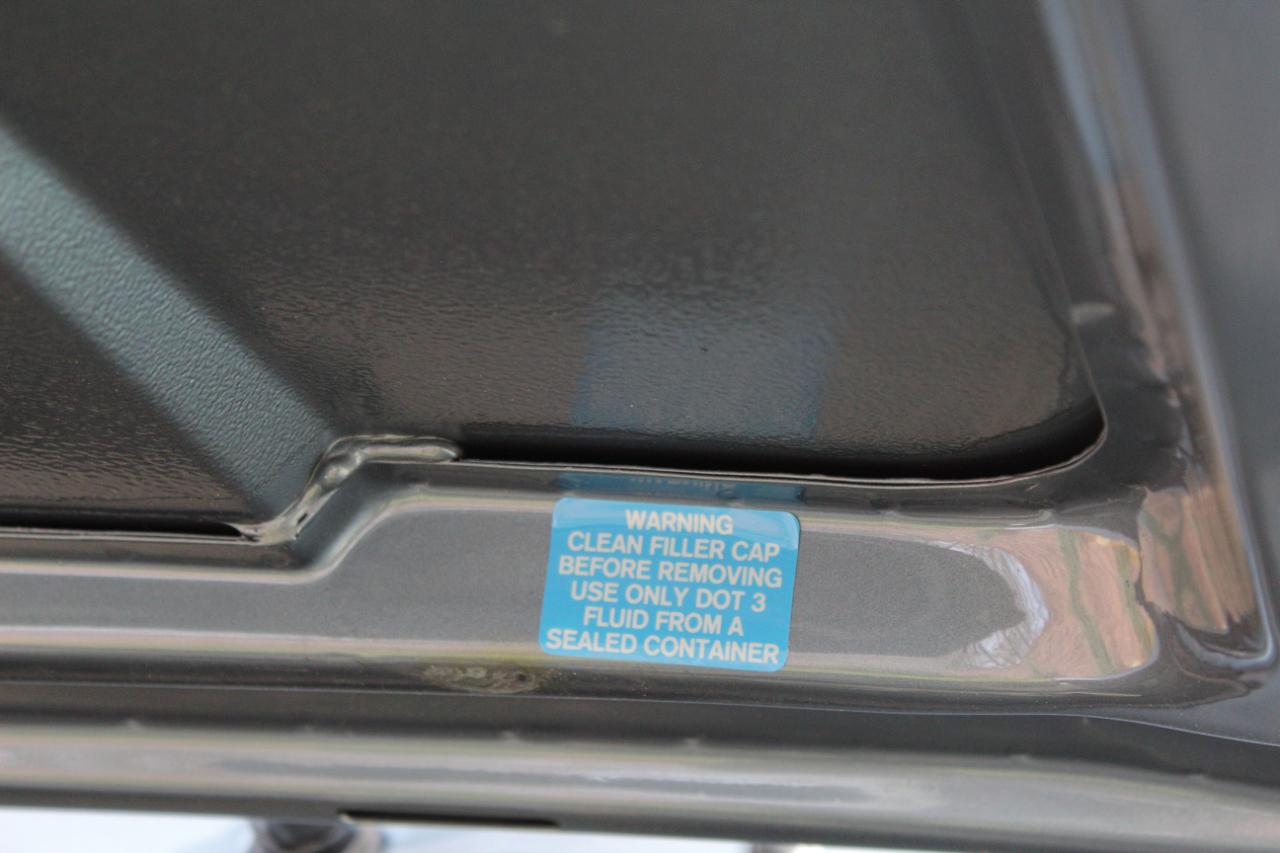 WARNING
CLEAN FILLER CAP
BEFORE REMOVING
USE ONLY DOT 3
FLUID FROM A
SEALED CONTAINER